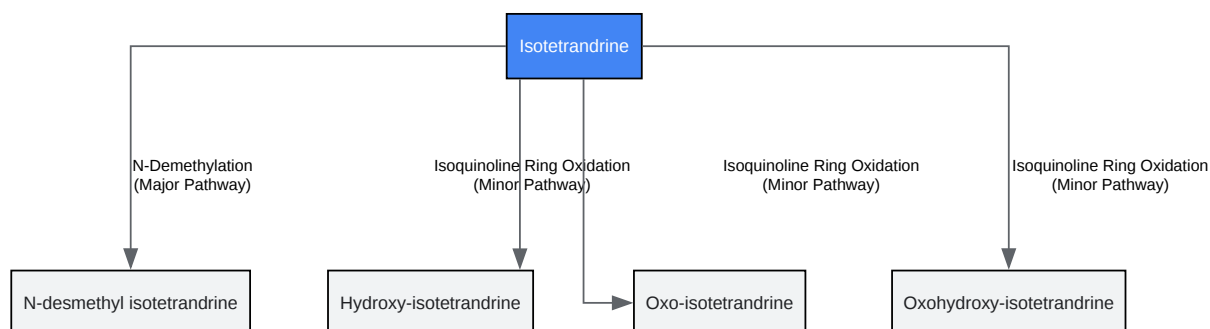 Isotetrandrine
N-Demethylation
(Major Pathway)
Isoquinoline Ring Oxidation
(Minor Pathway)
Isoquinoline Ring Oxidation
(Minor Pathway)
Isoquinoline Ring Oxidation
(Minor Pathway)
N-desmethyl isotetrandrine
Hydroxy-isotetrandrine
Oxo-isotetrandrine
Oxohydroxy-isotetrandrine